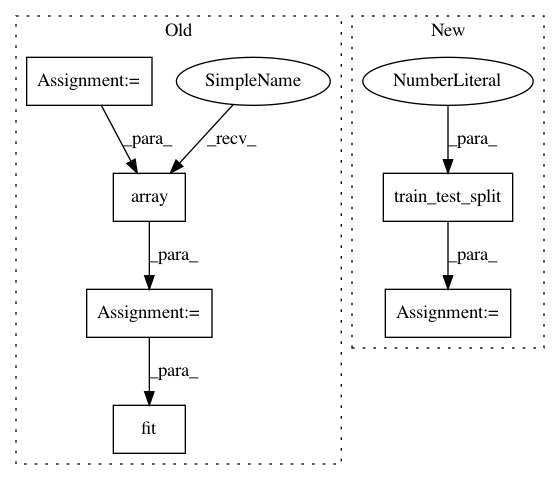 Old
New
Assignment:=
SimpleName
NumberLiteral
_para_
_recv_
_para_
array
train_test_split
_para_
_para_
Assignment:=
Assignment:=
_para_
fit